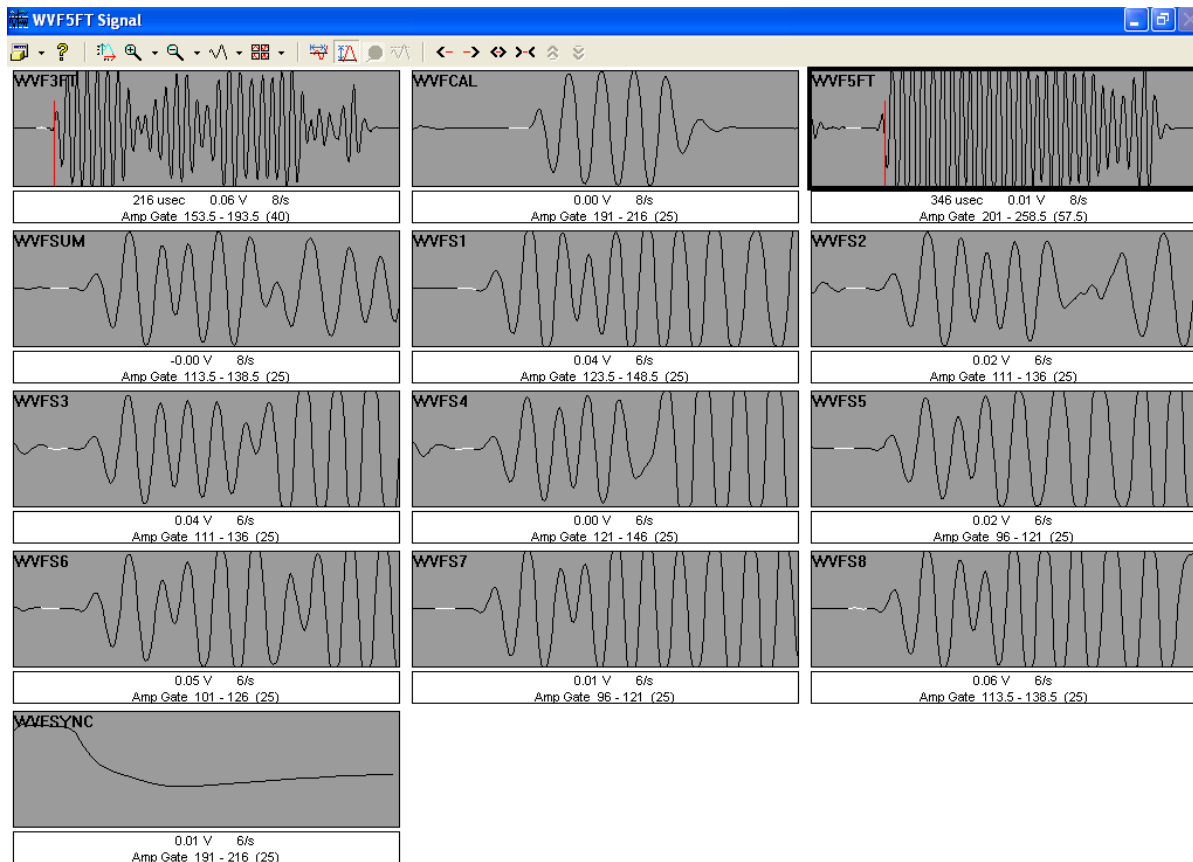 WVF5FT Signal
WVF3FT
216 usec 0.06 V 8/s
Amp Gate 153.5 - 193.5 (40)
WVFCAL
0.00 V 8/s
Amp Gate 191 - 216 (25)
WVF5FT
346 usec 0.01 V 8/s
Amp Gate 201 - 258.5 (57.5)
WVFSUM
-0.00 V 8/s
Amp Gate 113.5 - 138.5 (25)
WVFS1
0.04 V 6/s
Amp Gate 123.5 - 148.5 (25)
WVFS2
0.02 V 6/s
Amp Gate 111 - 136 (25)
WVFS3
0.04 V 6/s
Amp Gate 111 - 136 (25)
WVFS4
0.00 V 6/s
Amp Gate 121 - 146 (25)
WVFS5
0.02 V 6/s
Amp Gate 96 - 121 (25)
WVFS6
0.05 V 6/s
Amp Gate 101 - 126 (25)
WVFS7
0.01 V 6/s
Amp Gate 96 - 121 (25)
WVFS8
0.06 V 6/s
Amp Gate 113.5 - 138.5 (25)
WVFSYNC
0.01 V 6/s
Amp Gate 191 - 216 (25)